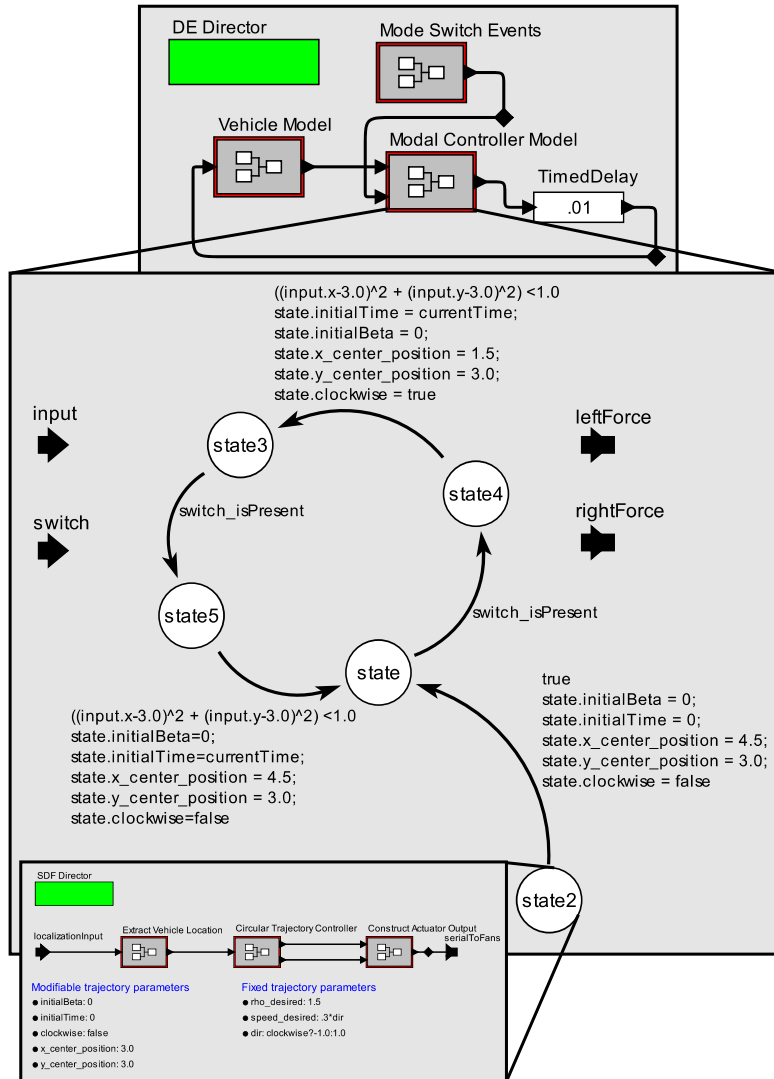 DE Director
Mode Switch Events
Vehicle Model
Modal Controller Model
TimedDelay
.01
((input.x-3.0)^2 + (input.y-3.0)^2) <1.0
state.initialTime = currentTime;
state.initialBeta = 0;
state.x_center_position = 1.5;
state.y_center_position = 3.0;
state.clockwise = true
input
leftForce
state3
state4
switch_isPresent
switch
rightForce
state5
switch_isPresent
state
true
state.initialBeta = 0;
state.initialTime = 0;
state.x_center_position = 4.5;
state.y_center_position = 3.0;
state.clockwise = false
((input.x-3.0)^2 + (input.y-3.0)^2) <1.0
state.initialBeta=0;
state.initialTime=currentTime;
state.x_center_position = 4.5;
state.y_center_position = 3.0;
state.clockwise=false
state2
SDF Director
localizationInput
Extract Vehicle Location
Circular Trajectory Controller
Construct Actuator Output
serialToFans
Modifiable trajectory parameters
● initialBeta: 0
● initialTime: 0
● clockwise: false
● x_center_position: 3.0
● y_center_position: 3.0
Fixed trajectory parameters
● rho_desired: 1.5
● speed_desired: .3*dir
● dir: clockwise?-1.0:1.0